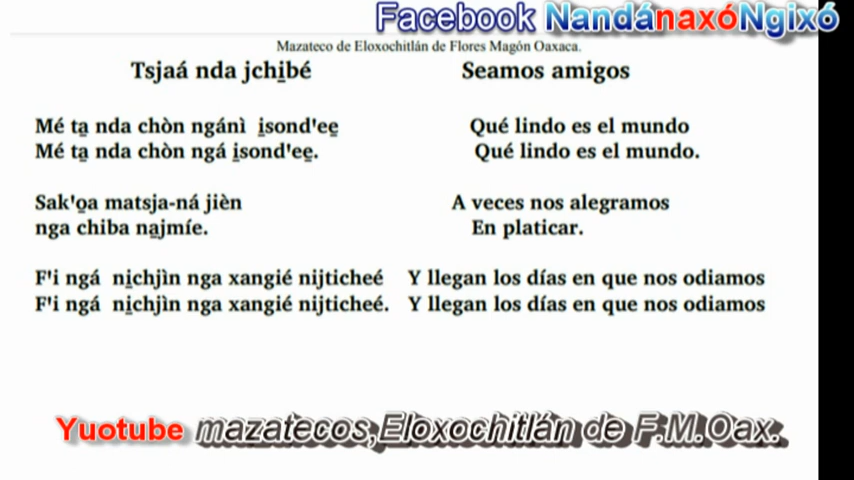 Facebook NandánaxóNgixó
Mazateco de Eloxochitlán de Flores Magón Oaxaca.
Tsjaá nda jchi̱bé Seamos amigos
Mé ta̱ nda chòn ngánì i̱sond'ee̱ Qué lindo es el mundo
Mé ta̱ nda chòn ngá i̱sond'ee̱. Qué lindo es el mundo.
Sak'o̱a matsja-ná jièn A veces nos alegramos
nga chiba na̱jmíe. En platicar.
F'i ngá ni̱chjìn nga xangié nijticheé Y llegan los días en que nos odiamos
F'i ngá ni̱chjìn nga xangié nijticheé. Y llegan los días en que nos odiamos
Yuotube mazatecos,Eloxochitlán de F.M.Oax.